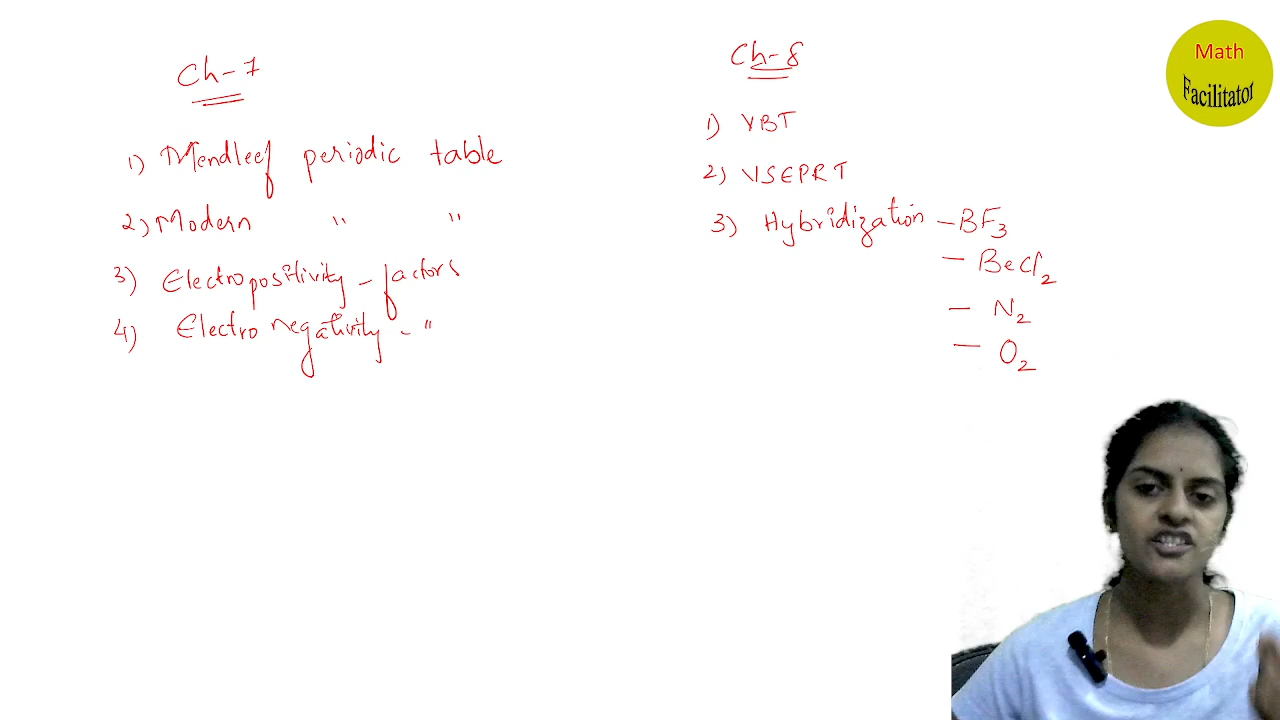 Ch-7
1) Mendleef periodic table
2) Modern " "
3) Electropositivity - factors
4) Electronegativity - "
Ch-8
1) VBT
2) VSEPRT
3) Hybridization - BF3
- BeCl2
- N2
- O2
Math
Facilitator